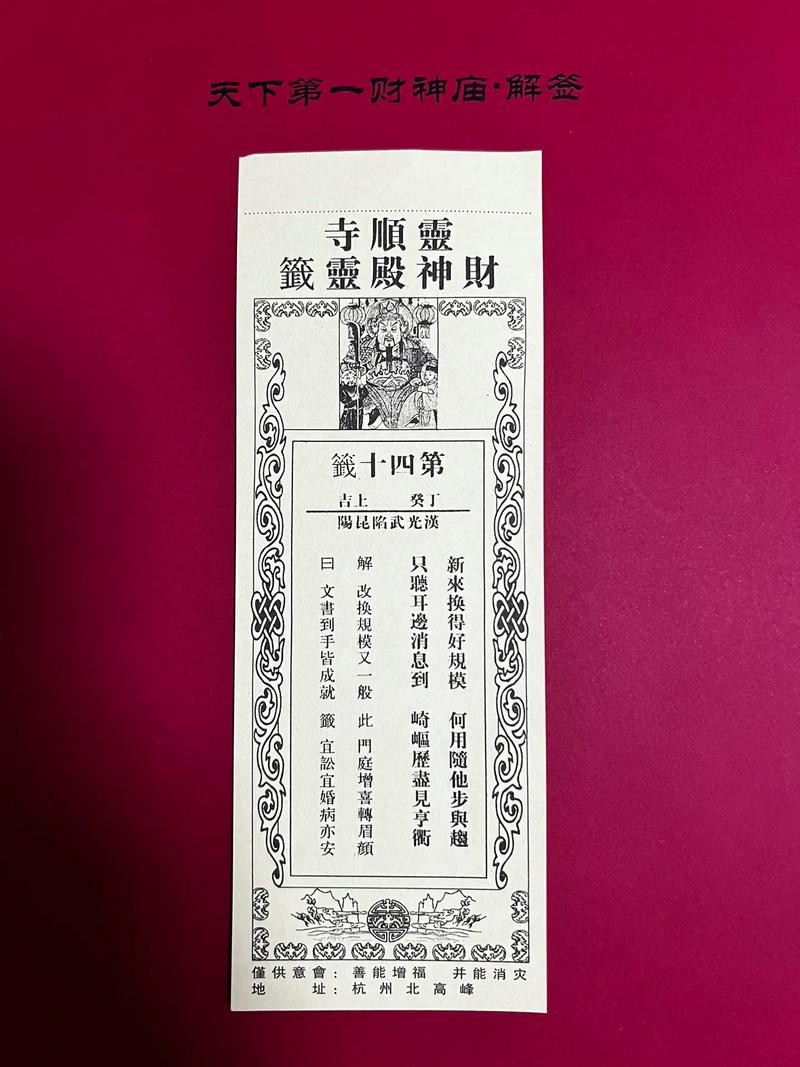 天下第一财神庙·解签
靈順寺
財神殿靈籤
第四十籤
丁癸 上吉
漢光武陷昆陽
新來換得好規模 何用隨他步與趨
只聽耳邊消息到 崎嶇歷盡見亨衢
解 改換規模又一般 此 門庭增喜轉眉顔
曰 文書到手皆成就 籤 宜訟宜婚病亦安
僅供意會：善能增福 并能消灾
地址：杭州北高峰